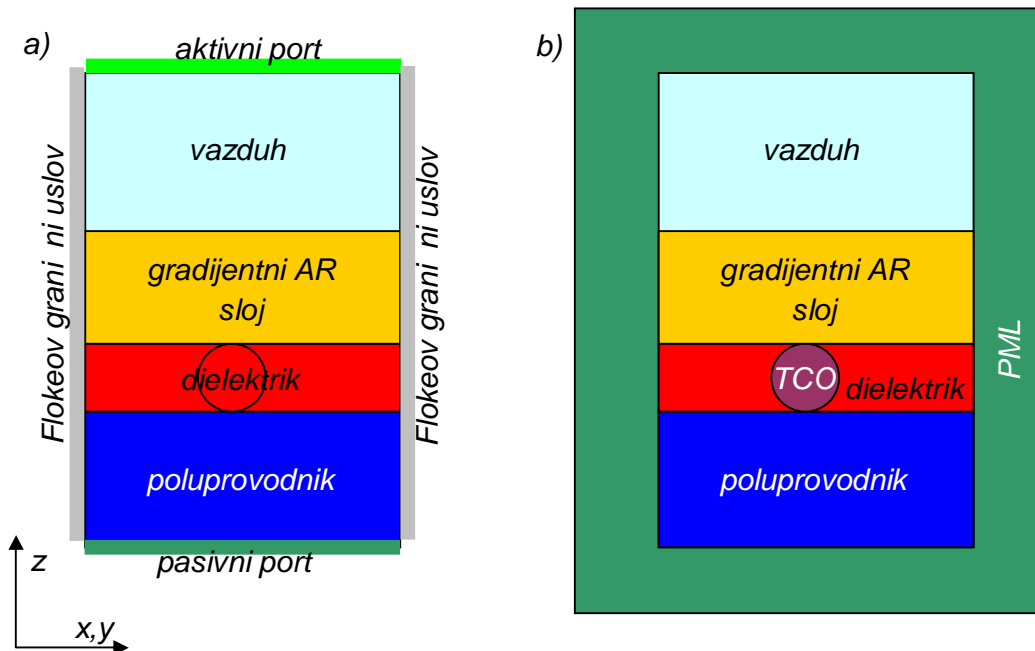 a)
aktivni port
vazduh
gradijentni AR
sloj
dielektrik
poluprovodnik
pasivni port
Flokeov grani ni uslov
Flokeov grani ni uslov
z
x,y
b)
vazduh
gradijentni AR
sloj
TCO
dielektrik
poluprovodnik
PML